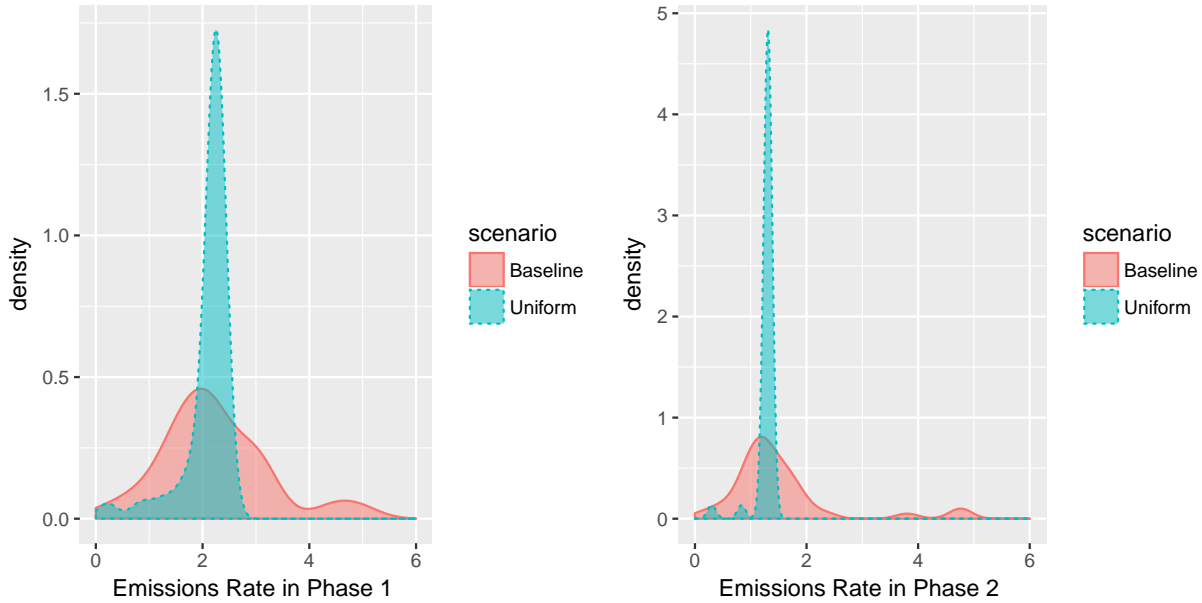 1.5
1.0
0.5
0.0
density
0
2
4
6
Emissions Rate in Phase 1
scenario
Baseline
Uniform
5
4
3
2
1
0
density
0
2
4
6
Emissions Rate in Phase 2
scenario
Baseline
Uniform